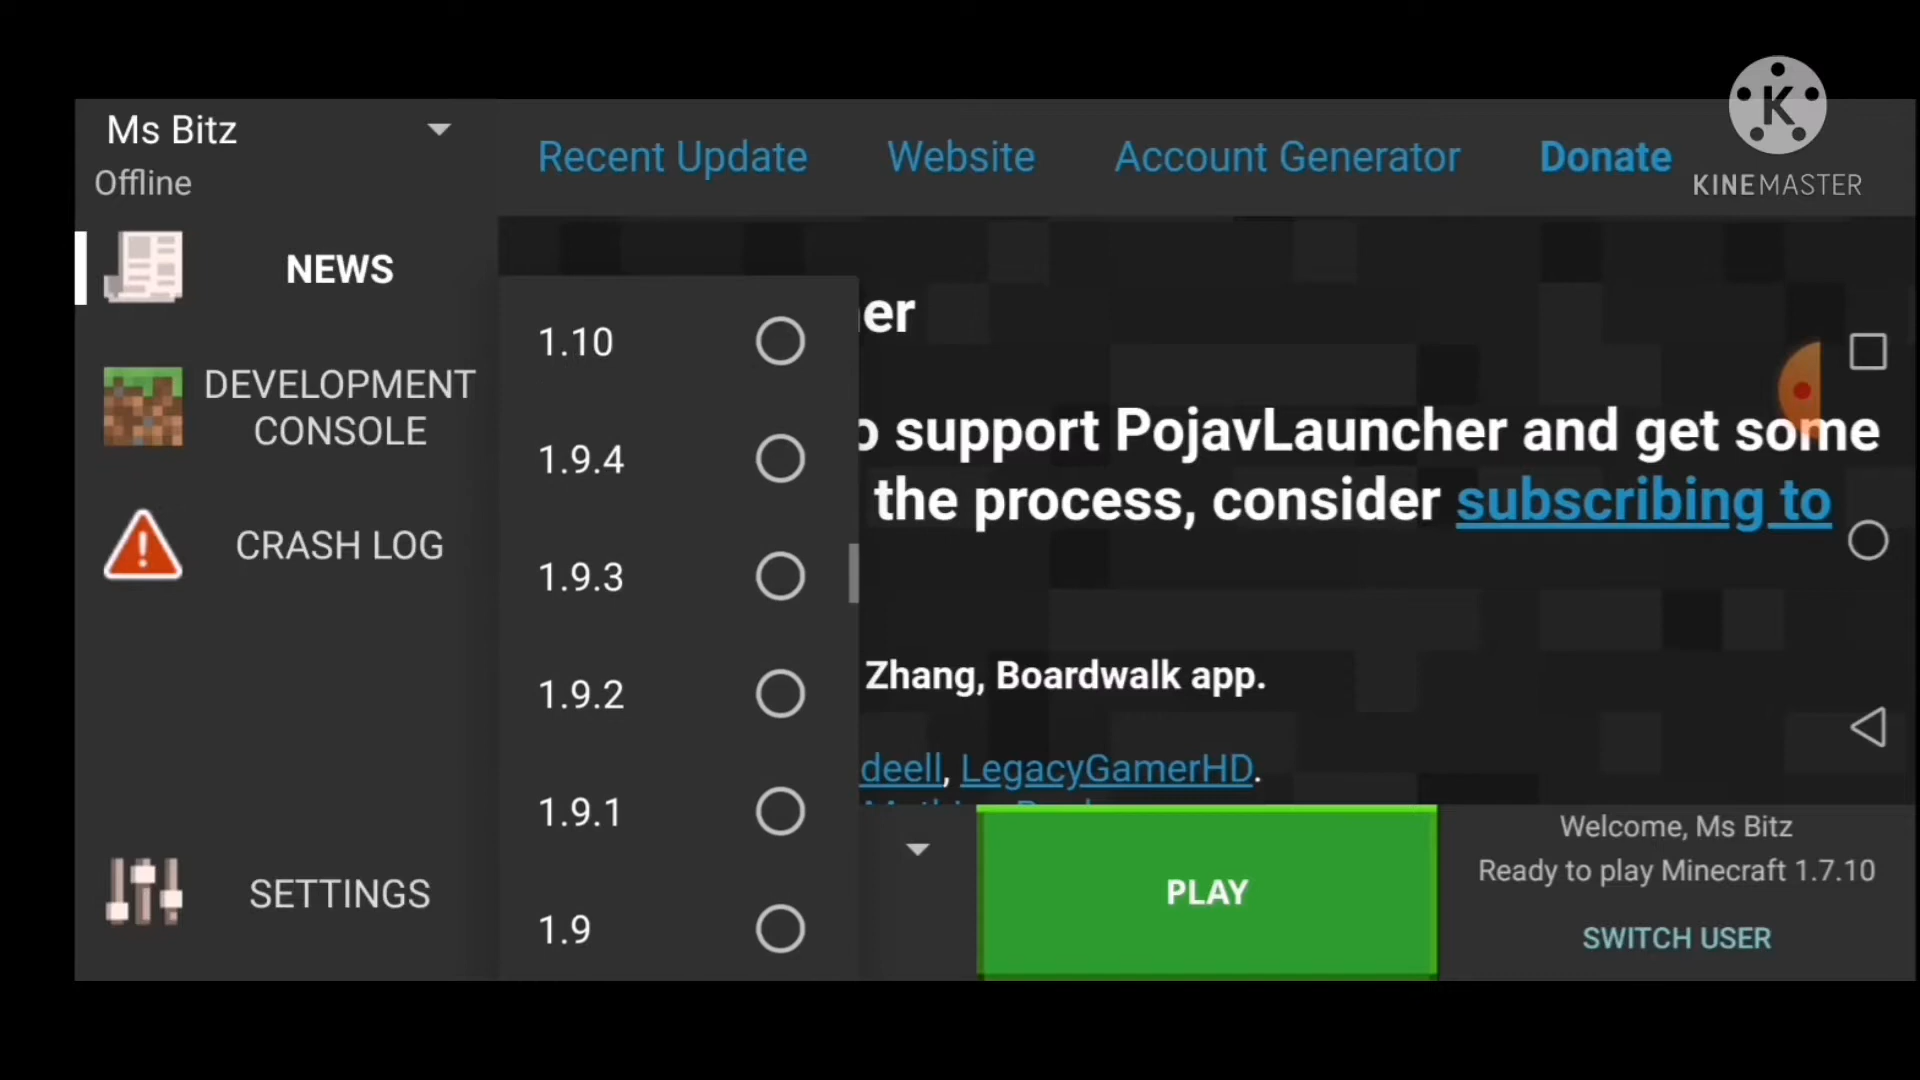 Ms Bitz
Offline
NEWS
DEVELOPMENT
CONSOLE
CRASH LOG
SETTINGS
Recent Update
Website
Account Generator
Donate
K
KINEMASTER
1.10
1.9.4
1.9.3
1.9.2
1.9.1
1.9
er
o support PojavLauncher and get some
the process, consider subscribing to
Zhang, Boardwalk app.
deell, LegacyGamerHD.
PLAY
Welcome, Ms Bitz
Ready to play Minecraft 1.7.10
SWITCH USER